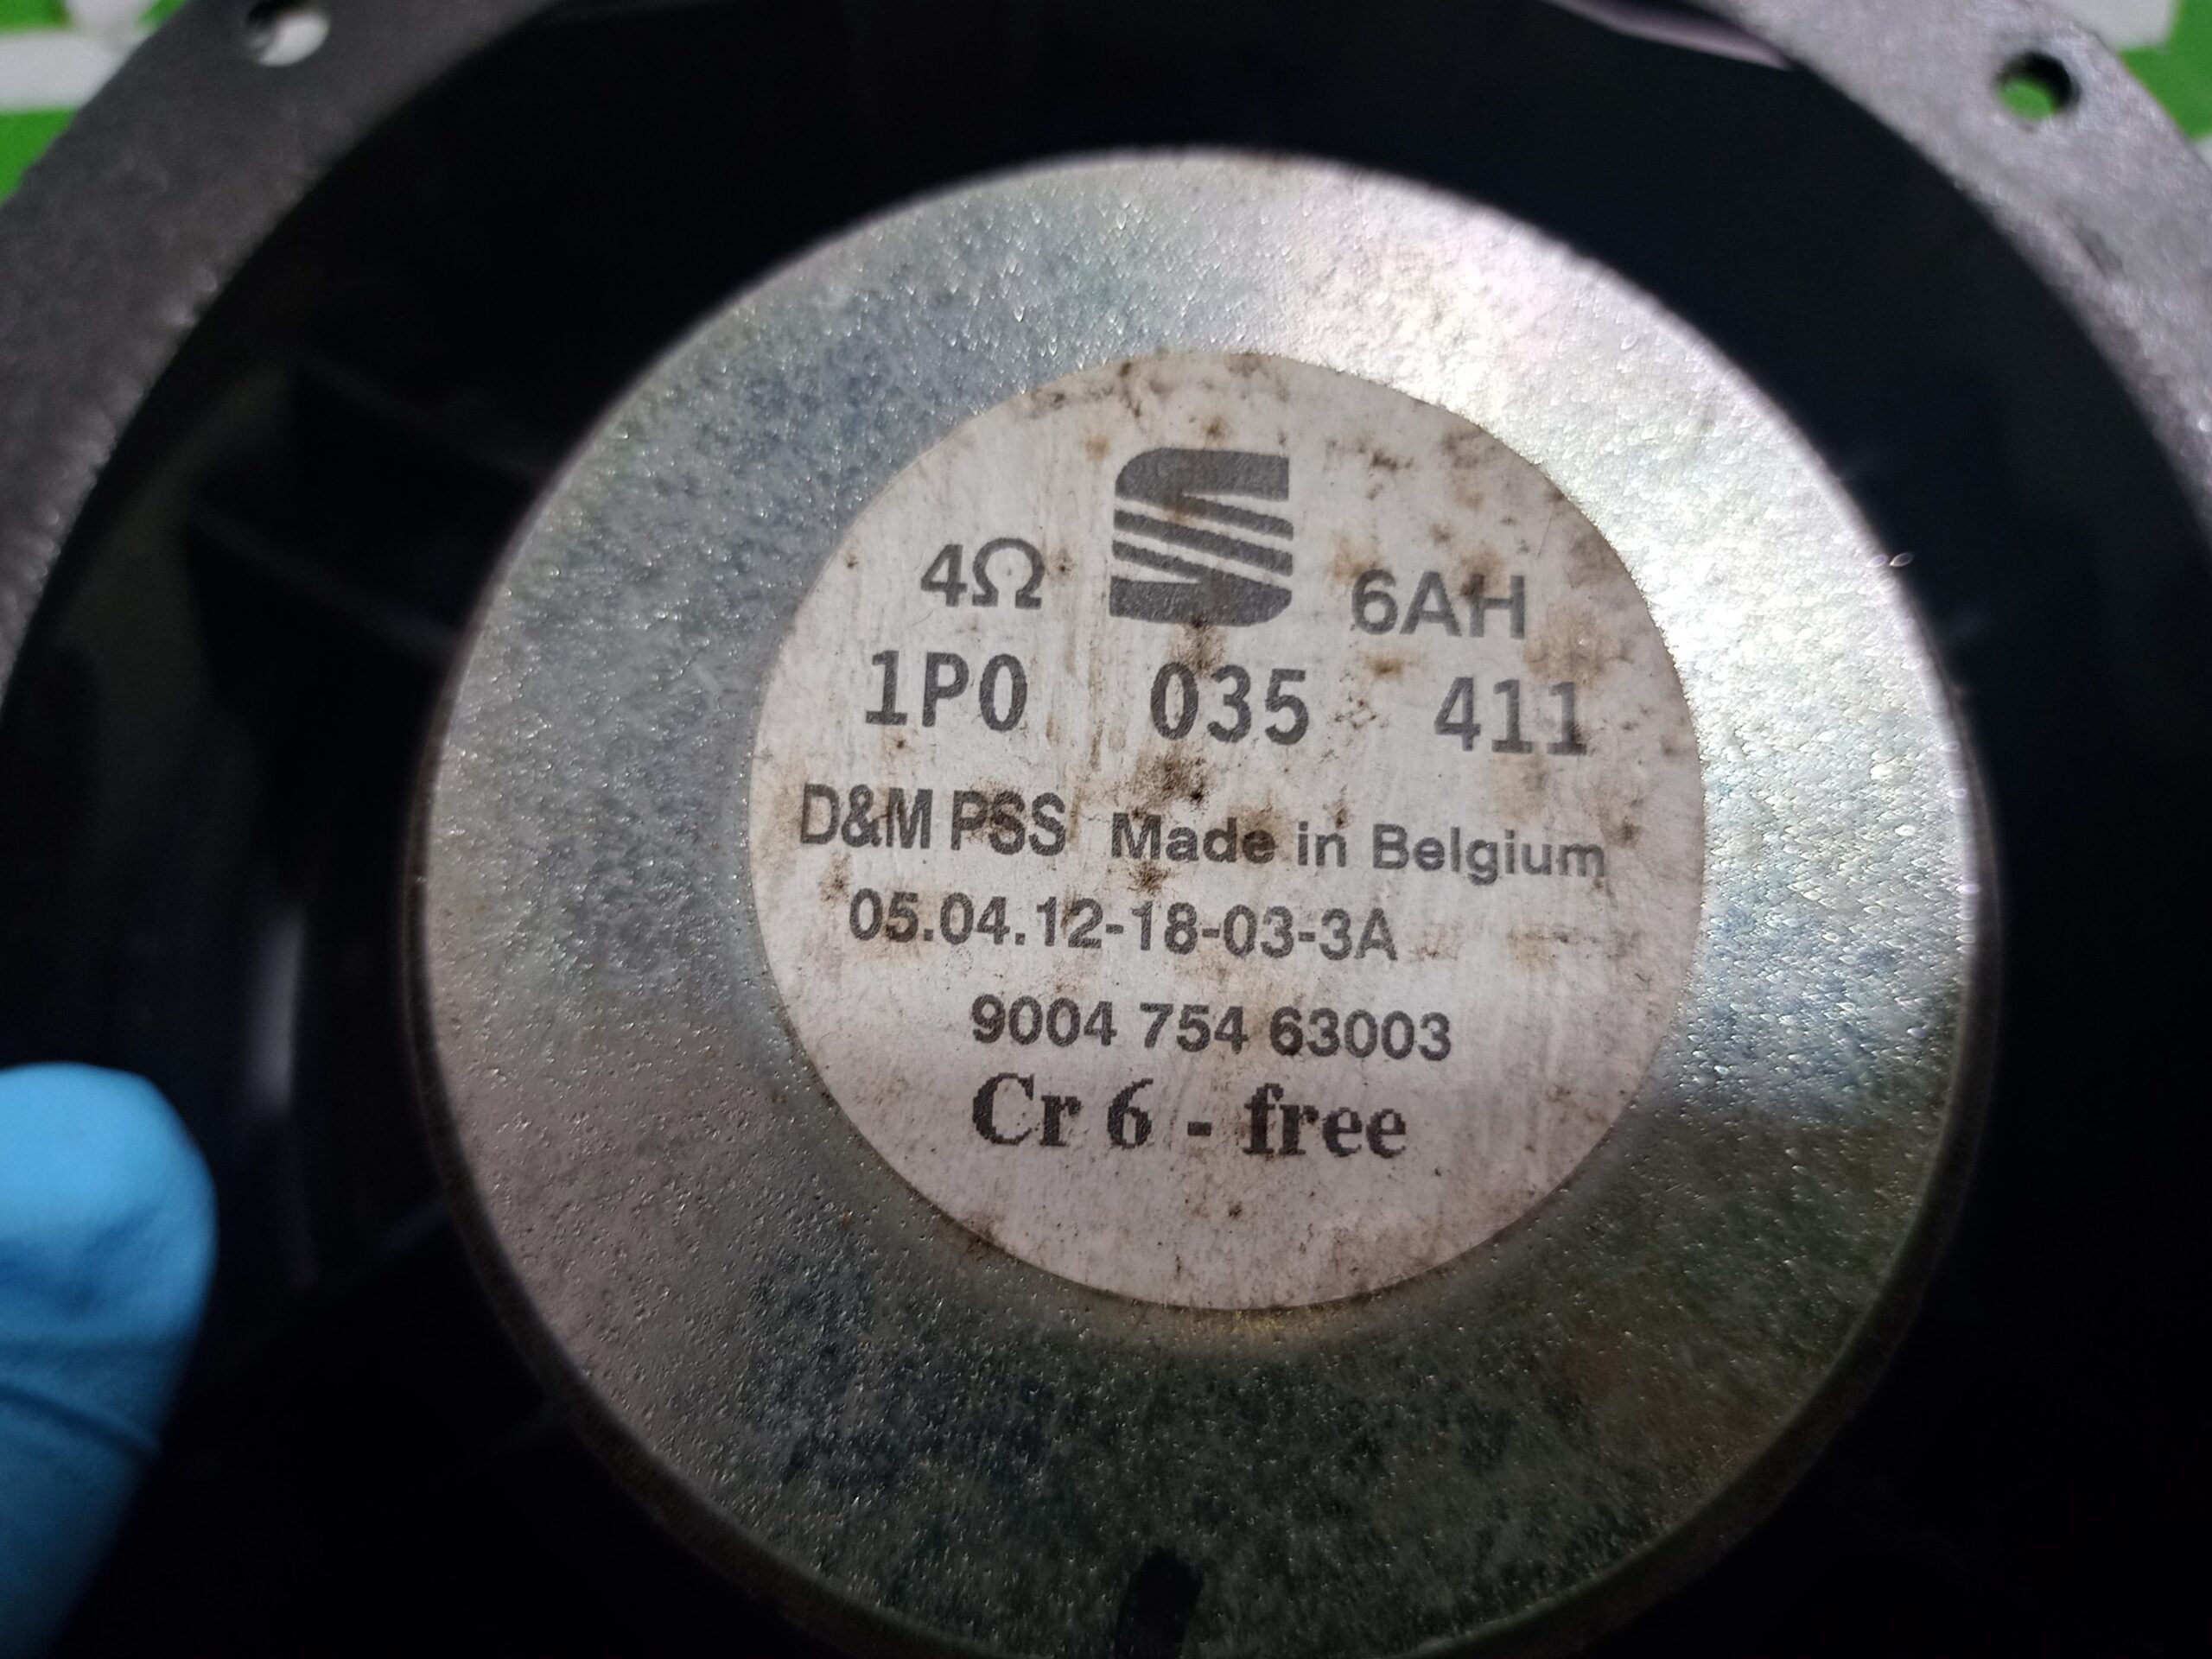 4Ω 6AH
1P0 035 411
D&M PSS Made in Belgium
05.04.12-18-03-3A
9004 754 63003
Cr 6 - free